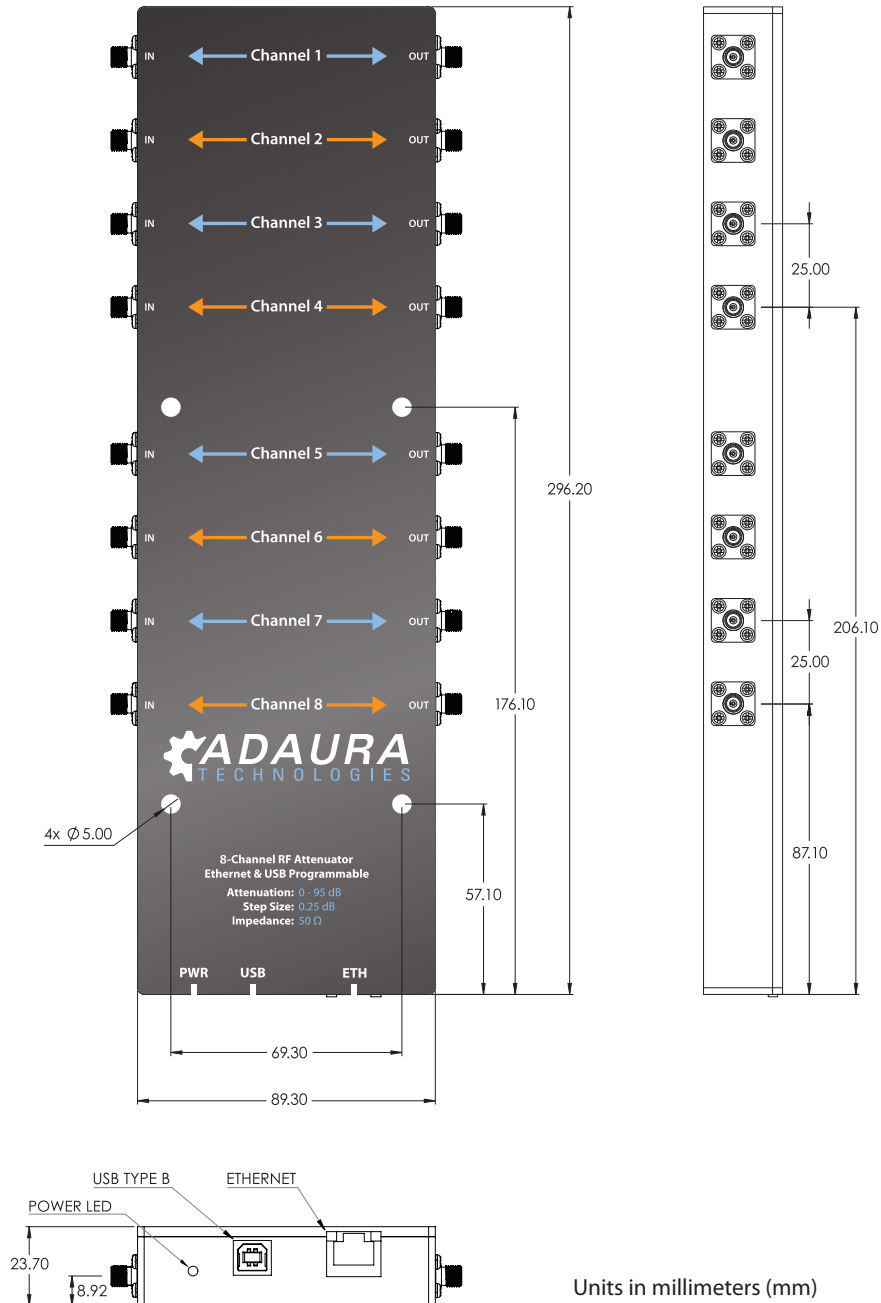 IN Channel 1 OUT
IN Channel 2 OUT
IN Channel 3 OUT
25.00
IN Channel 4 OUT
IN Channel 5 OUT
296.20
IN Channel 6 OUT
IN Channel 7 OUT
206.10
25.00
IN Channel 8 OUT
176.10
ADAURA
TECHNOLOGIES
4x Ø5.00
87.10
8-Channel RF Attenuator
Ethernet & USB Programmable
57.10
Attenuation: 0 - 95 dB
Step Size: 0.25 dB
Impedance: 50 Ω
PWR USB ETH
69.30
89.30
USB TYPE B ETHERNET
POWER LED
23.70
8.92
Units in millimeters (mm)